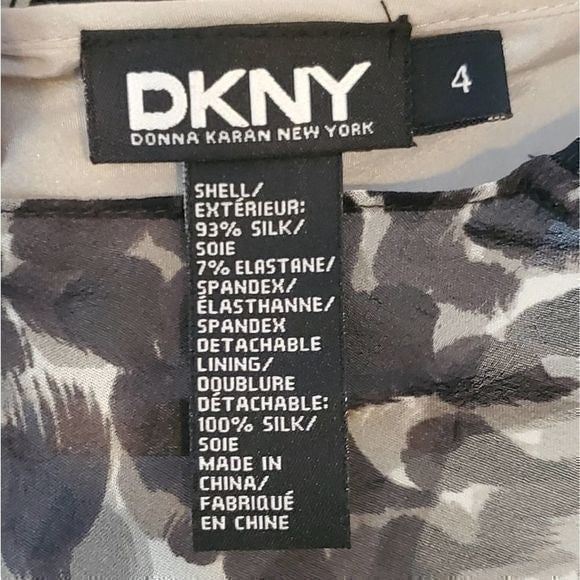 DKNY
DONNA KARAN NEW YORK
4
SHELL/
EXTÉRIEUR:
93% SILK/
SOIE
7% ELASTANE/
SPANDEX/
ÉLASTHANNE/
SPANDEX
DETACHABLE
LINING/
DOUBLURE
DÉTACHABLE:
100% SILK/
SOIE
MADE IN
CHINA/
FABRIQUÉ
EN CHINE